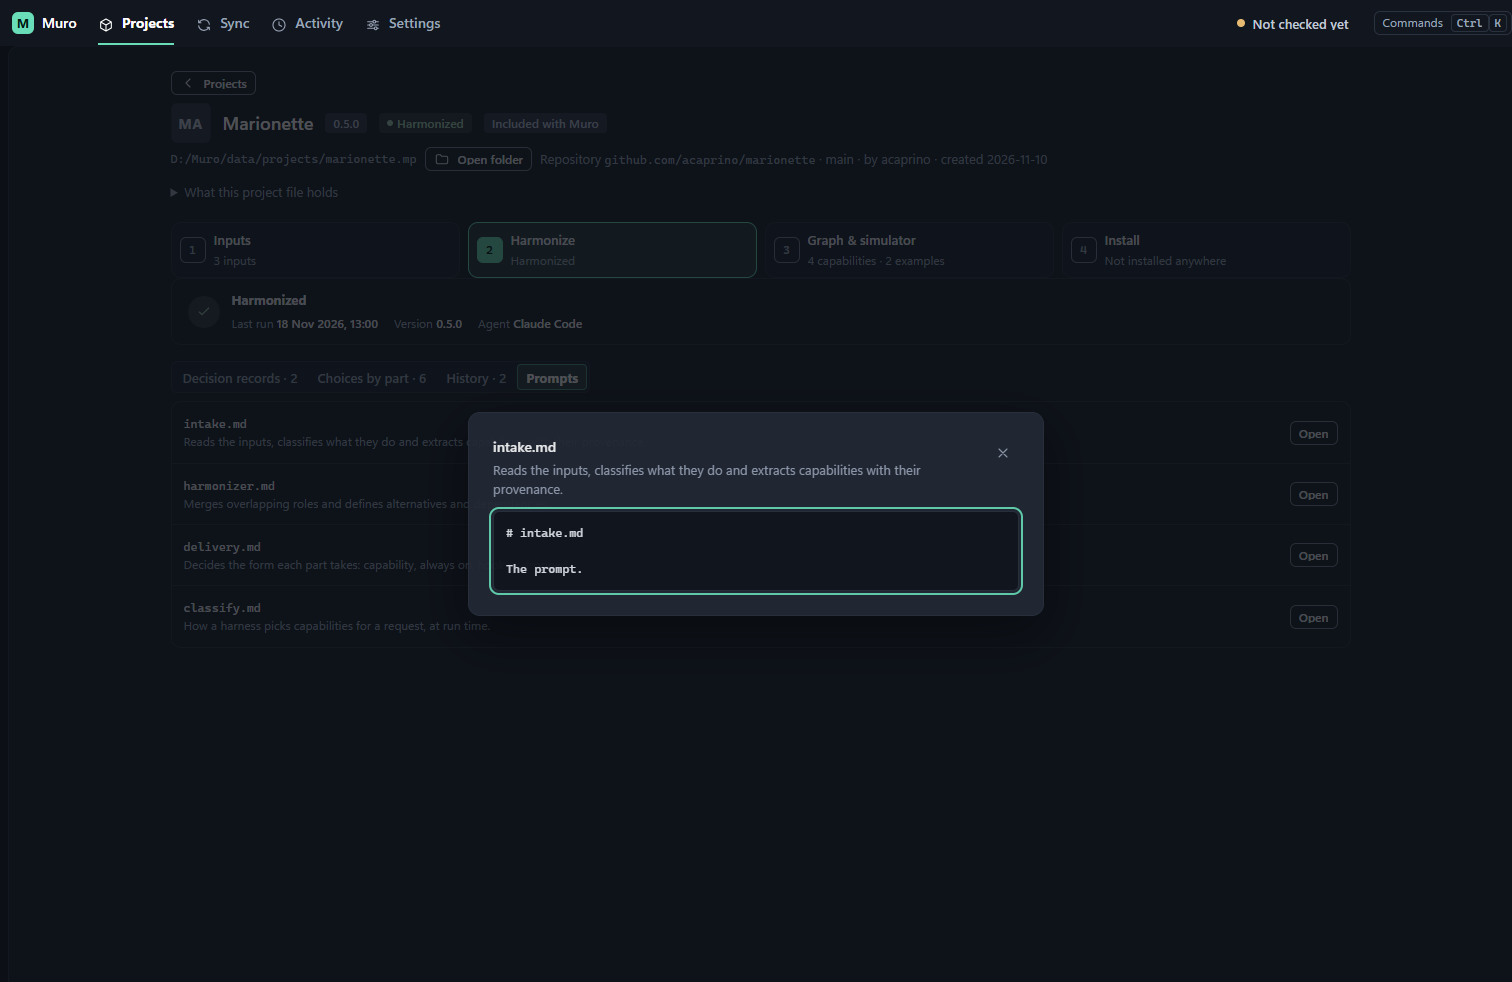 M Muro Projects Sync Activity Settings Not checked yet Commands Ctrl K
Projects
MA Marionette 0.5.0 Harmonized Included with Muro
D:/Muro/data/projects/marionette.mp Open folder Repository github.com/acaprino/marionette · main · by acaprino · created 2026-11-10
What this project file holds
1 Inputs
3 inputs
2 Harmonize
Harmonized
3 Graph & simulator
4 capabilities · 2 examples
4 Install
Not installed anywhere
Harmonized
Last run 18 Nov 2026, 13:00 Version 0.5.0 Agent Claude Code
Decision records · 2 Choices by part · 6 History · 2 Prompts
intake.md
Reads the inputs, classifies what they do and extracts
Open
harmonizer.md
Merges overlapping roles and defines alternatives and
Open
delivery.md
Decides the form each part takes: capability, always
Open
classify.md
How a harness picks capabilities for a request, at run time.
Open
intake.md
Reads the inputs, classifies what they do and extracts capabilities with their
provenance.
# intake.md
The prompt.